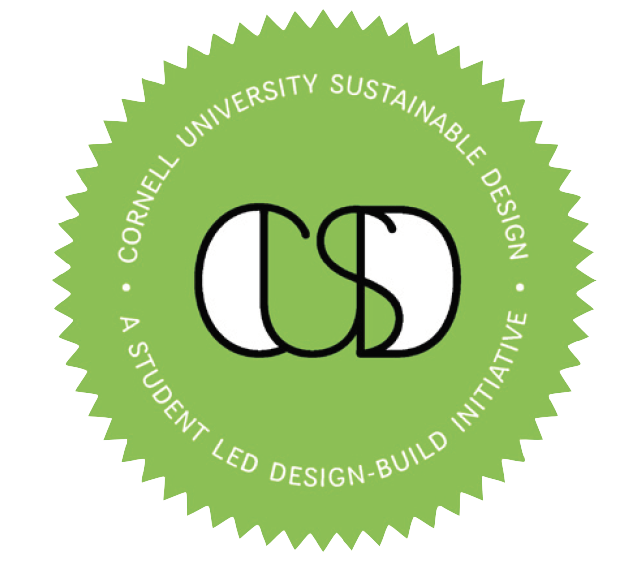 CORNELL UNIVERSITY SUSTAINABLE DESIGN
CUSD
• A STUDENT LED DESIGN-BUILD INITIATIVE •